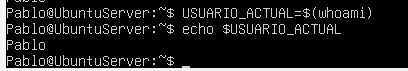 Pablo@UbuntuServer:~$ USUARIO_ACTUAL=$(whoami)
Pablo@UbuntuServer:~$ echo $USUARIO_ACTUAL
Pablo
Pablo@UbuntuServer:~$ _